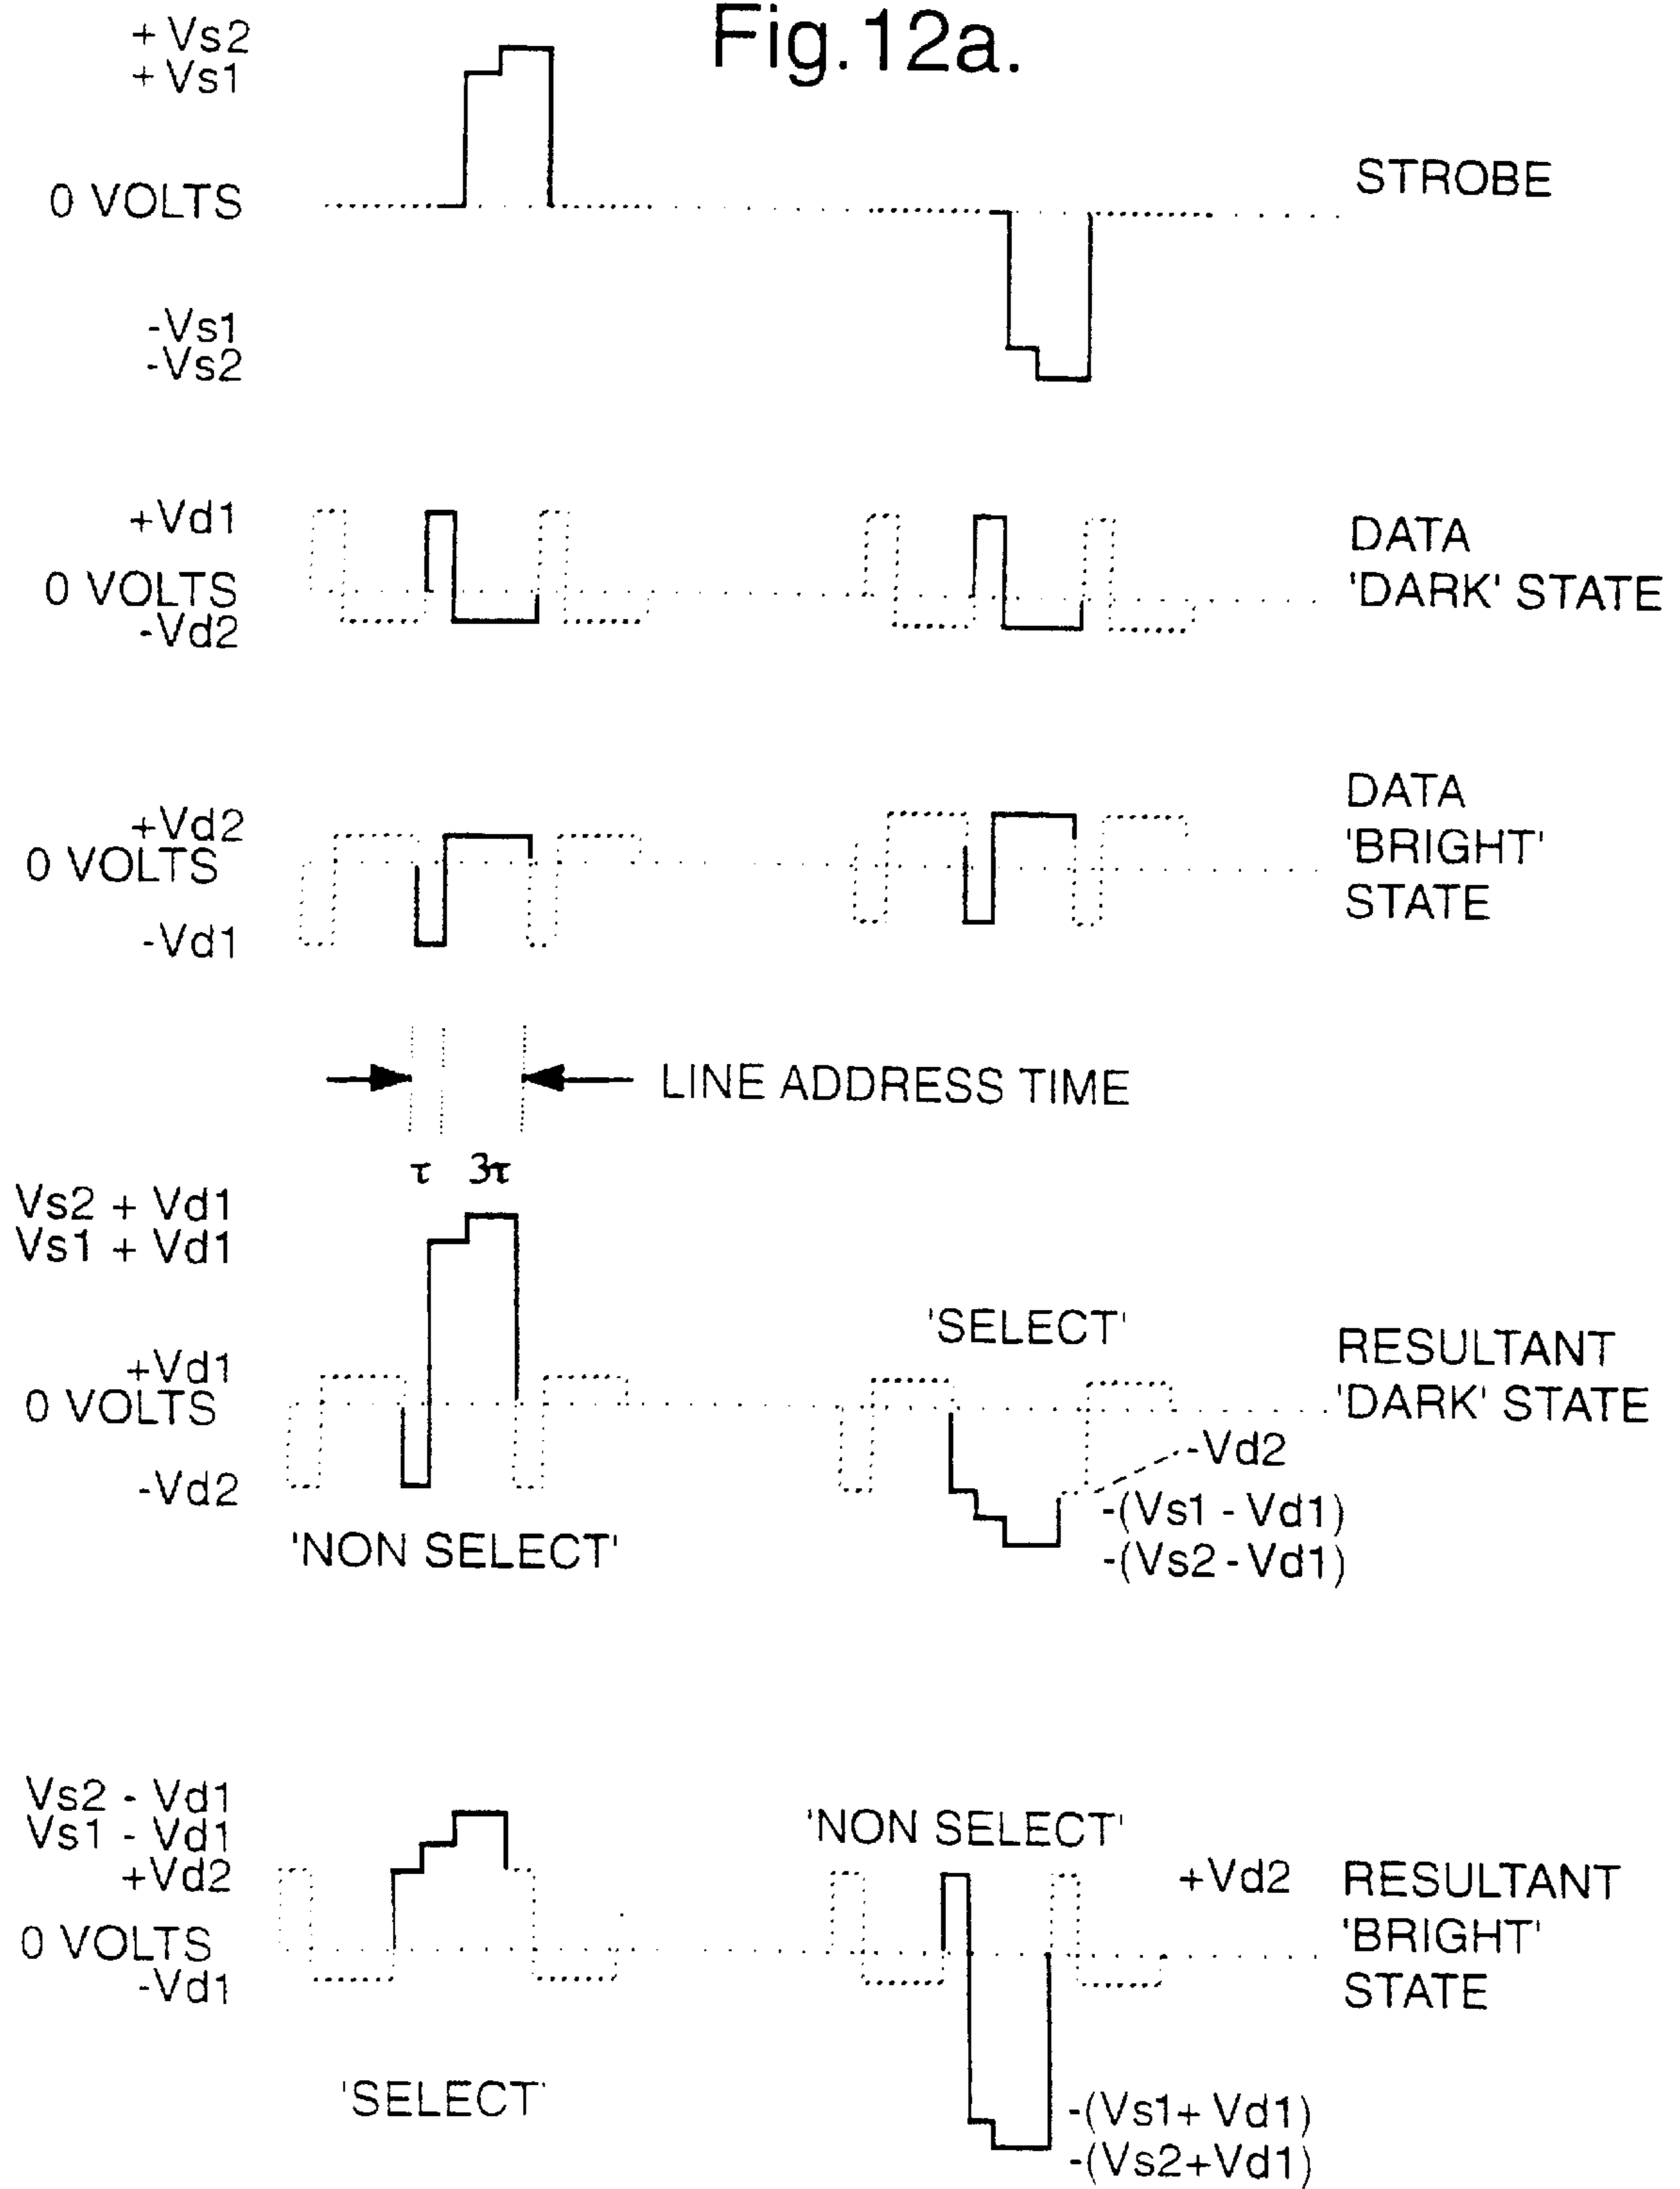 Fig.12a.
+ Vs2
+ Vs1
0 VOLTS
STROBE
-Vs1
-Vs2
+Vd1
0 VOLTS
-Vd2
DATA
'DARK' STATE
+Vd2
0 VOLTS
-Vd1
DATA
'BRIGHT'
STATE
LINE ADDRESS TIME
τ 3τ
Vs2 + Vd1
Vs1 + Vd1
+Vd1
0 VOLTS
-Vd2
'NON SELECT'
'SELECT'
RESULTANT
'DARK' STATE
-Vd2
-(Vs1 - Vd1)
-(Vs2 - Vd1)
Vs2 - Vd1
Vs1 - Vd1
+Vd2
0 VOLTS
-Vd1
'SELECT'
'NON SELECT'
+Vd2
RESULTANT
'BRIGHT'
STATE
-(Vs1+ Vd1)
-(Vs2+Vd1)